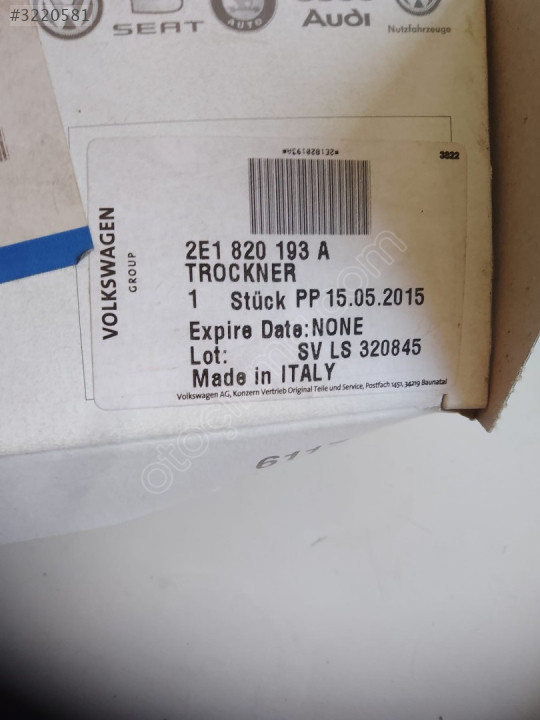 #3220581
SEAT
AUTO
Audi
Nutzfahrzeuge
3822
*2E1820193A*
VOLKSWAGEN
GROUP
2E1 820 193 A
TROCKNER
1 Stück PP 15.05.2015
Expire Date:NONE
Lot: SV LS 320845
Made in ITALY
Volkswagen AG, Konzern Vertrieb Original Teile und Service, Postfach 1451, 34219 Baunatal